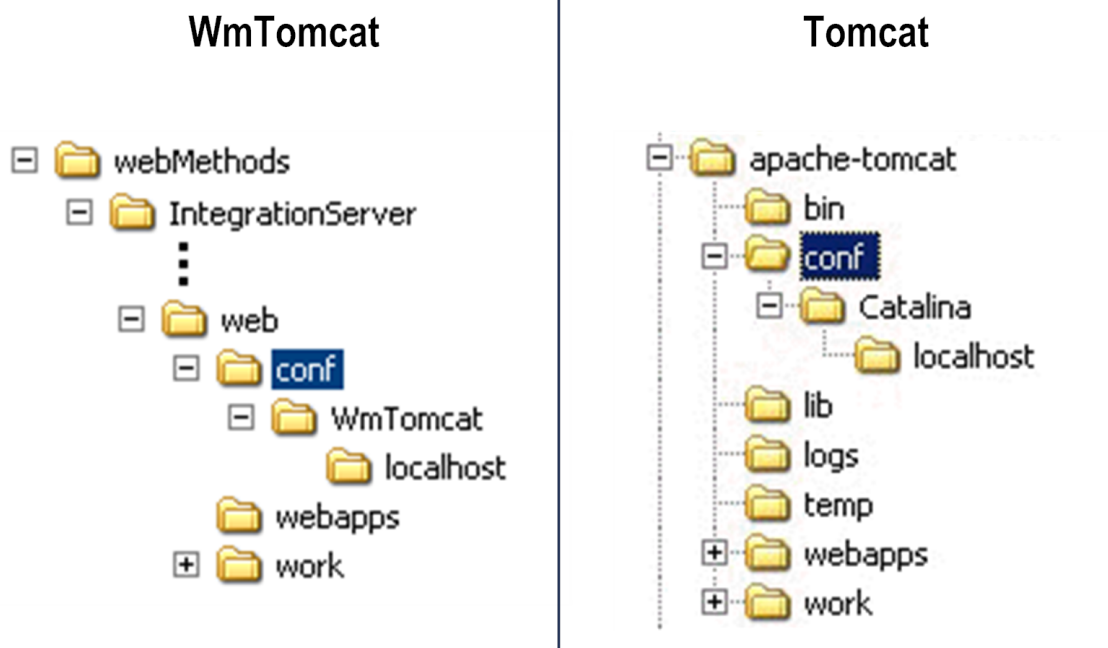 WmTomcat
webMethods
IntegrationServer
web
conf
WmTomcat
localhost
webapps
work
Tomcat
apache-tomcat
bin
conf
Catalina
localhost
lib
logs
temp
webapps
work